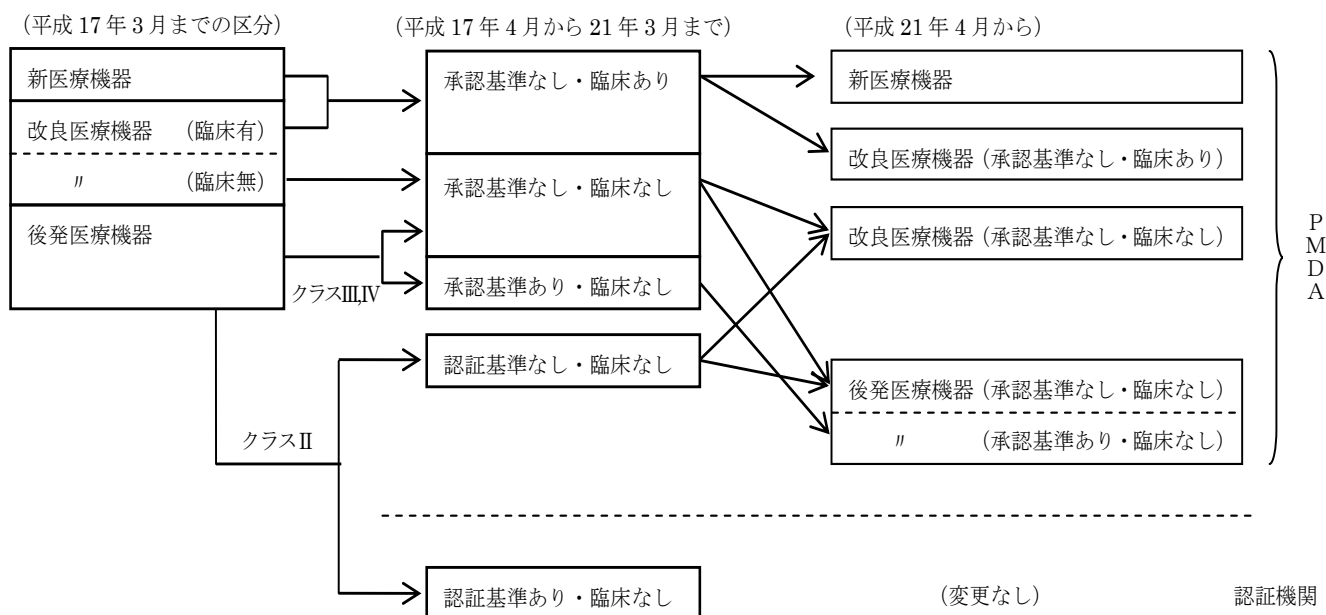 (平成 17 年 3 月までの区分)
(平成 17 年 4 月から 21 年 3 月まで)
(平成 21 年 4 月から)
新医療機器
改良医療機器 (臨床有)
〃 (臨床無)
後発医療機器
クラスⅢ,Ⅳ
クラスⅡ
承認基準なし・臨床あり
承認基準なし・臨床なし
承認基準あり・臨床なし
認証基準なし・臨床なし
認証基準あり・臨床なし
新医療機器
改良医療機器 (承認基準なし・臨床あり)
改良医療機器 (承認基準なし・臨床なし)
後発医療機器 (承認基準なし・臨床なし)
〃 (承認基準あり・臨床なし)
(変更なし)
PMDA
認証機関